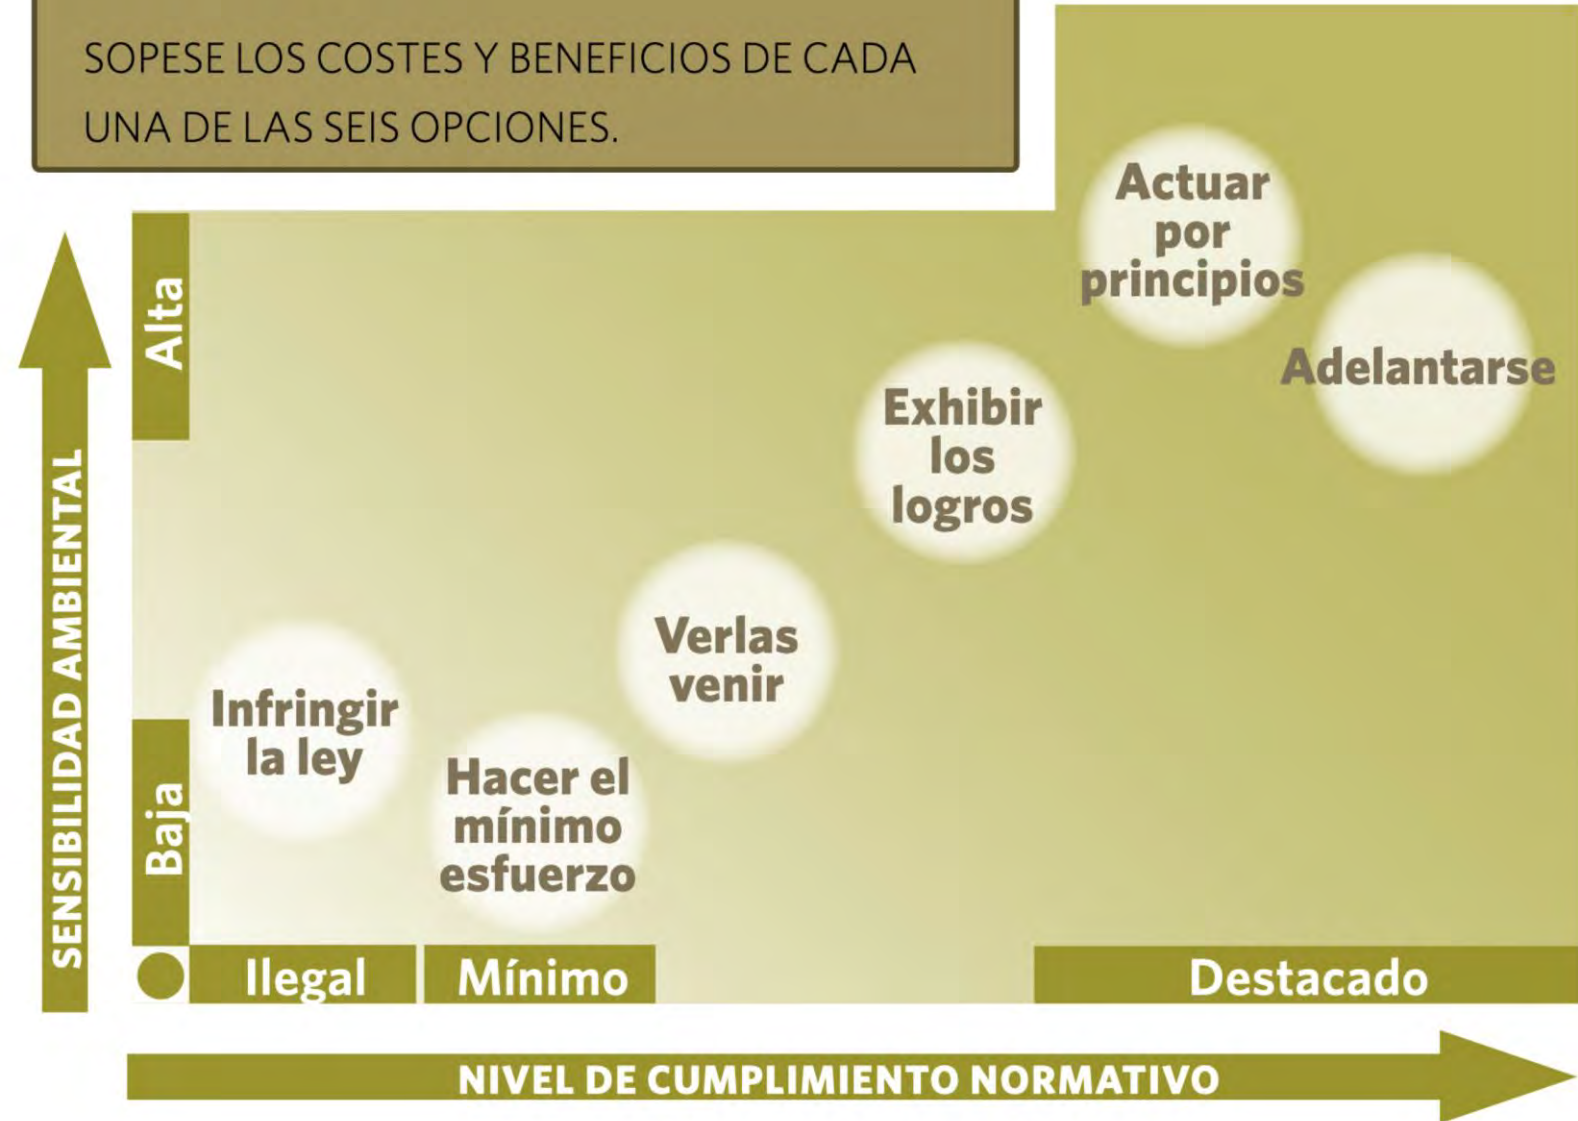 SOPESE LOS COSTES Y BENEFICIOS DE CADA
UNA DE LAS SEIS OPCIONES.
Actuar
por
principios
Adelantarse
Exhibir
los
logros
Verlas
venir
Infringir
la ley
Hacer el
mínimo
esfuerzo
SENSIBILIDAD AMBIENTAL
Alta
Baja
Ilegal
Mínimo
Destacado
NIVEL DE CUMPLIMIENTO NORMATIVO